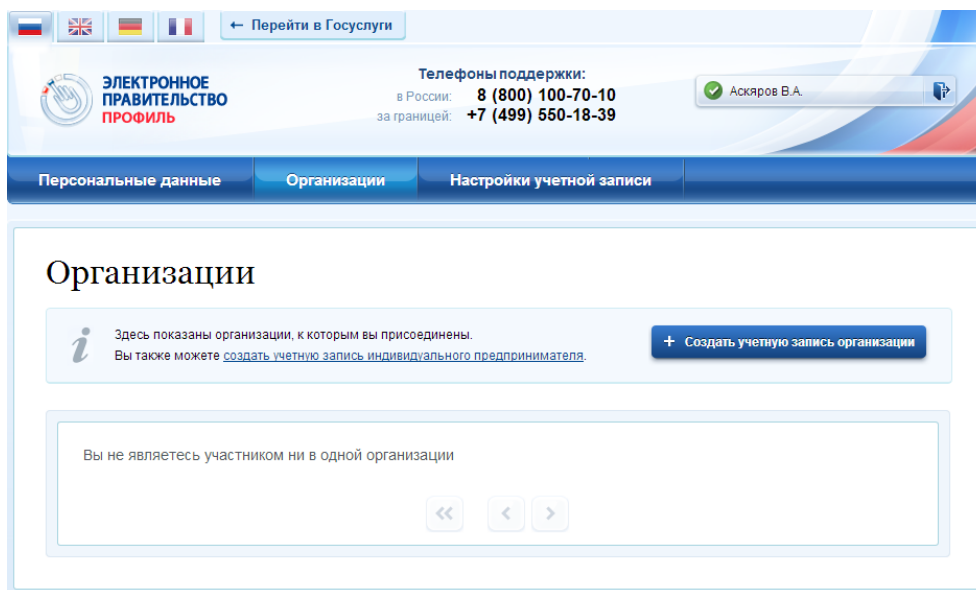 ← Перейти в Госуслуги
ЭЛЕКТРОННОЕ
ПРАВИТЕЛЬСТВО
ПРОФИЛЬ
Телефоны поддержки:
в России: 8 (800) 100-70-10
за границей: +7 (499) 550-18-39
Аскяров В.А.
Персональные данные Организации Настройки учетной записи
Организации
Здесь показаны организации, к которым вы присоединены.
Вы также можете создать учетную запись индивидуального предпринимателя.
+ Создать учетную запись организации
Вы не являетесь участником ни в одной организации